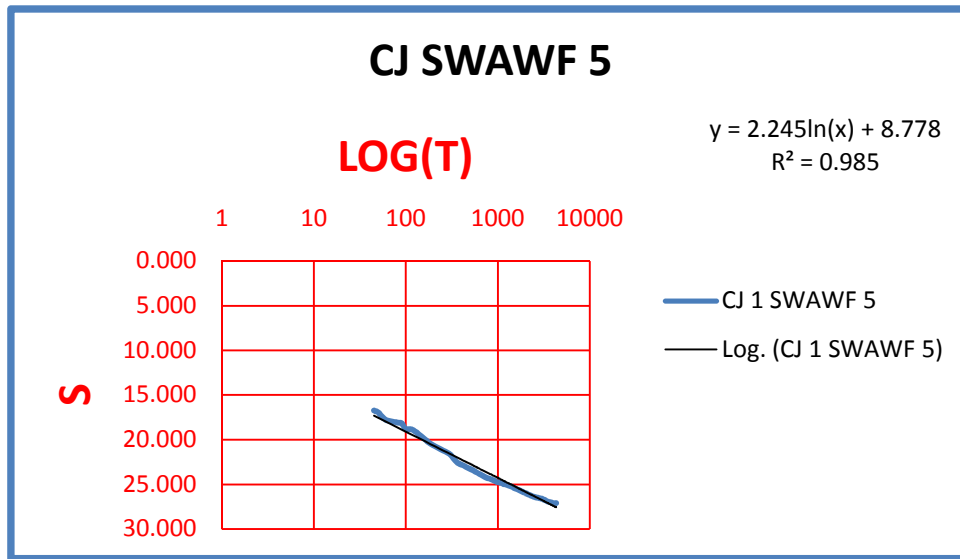 CJ SWAWF 5
y = 2.245ln(x) + 8.778
R² = 0.985
LOG(T)
1 10 100 1000 10000
0.000
5.000
10.000
15.000
20.000
25.000
30.000
S
CJ 1 SWAWF 5
Log. (CJ 1 SWAWF 5)